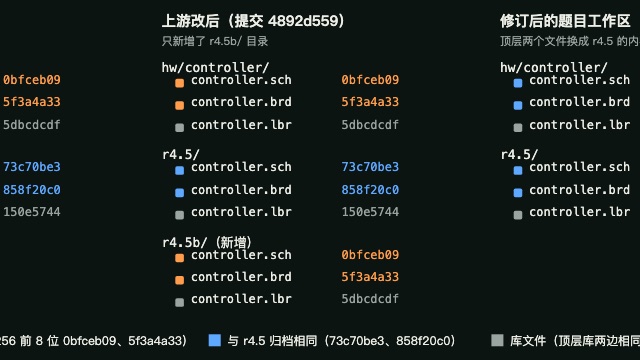 上游改后（提交 4892d559）
只新增了 r4.5b/ 目录
hw/controller/
0bfceb09 controller.sch 0bfceb09
5f3a4a33 controller.brd 5f3a4a33
5dbcdcdf controller.lbr 5dbcdcdf
r4.5/
73c70be3 controller.sch 73c70be3
858f20c0 controller.brd 858f20c0
150e5744 controller.lbr 150e5744
r4.5b/（新增）
controller.sch 0bfceb09
controller.brd 5f3a4a33
controller.lbr 5dbcdcdf
修订后的题目工作区
顶层两个文件换成 r4.5 的内
hw/controller/
controller.sch
controller.brd
controller.lbr
r4.5/
controller.sch
controller.brd
controller.lbr
256 前 8 位 0bfceb09、5f3a4a33） 与 r4.5 归档相同（73c70be3、858f20c0） 库文件（顶层库两边相同